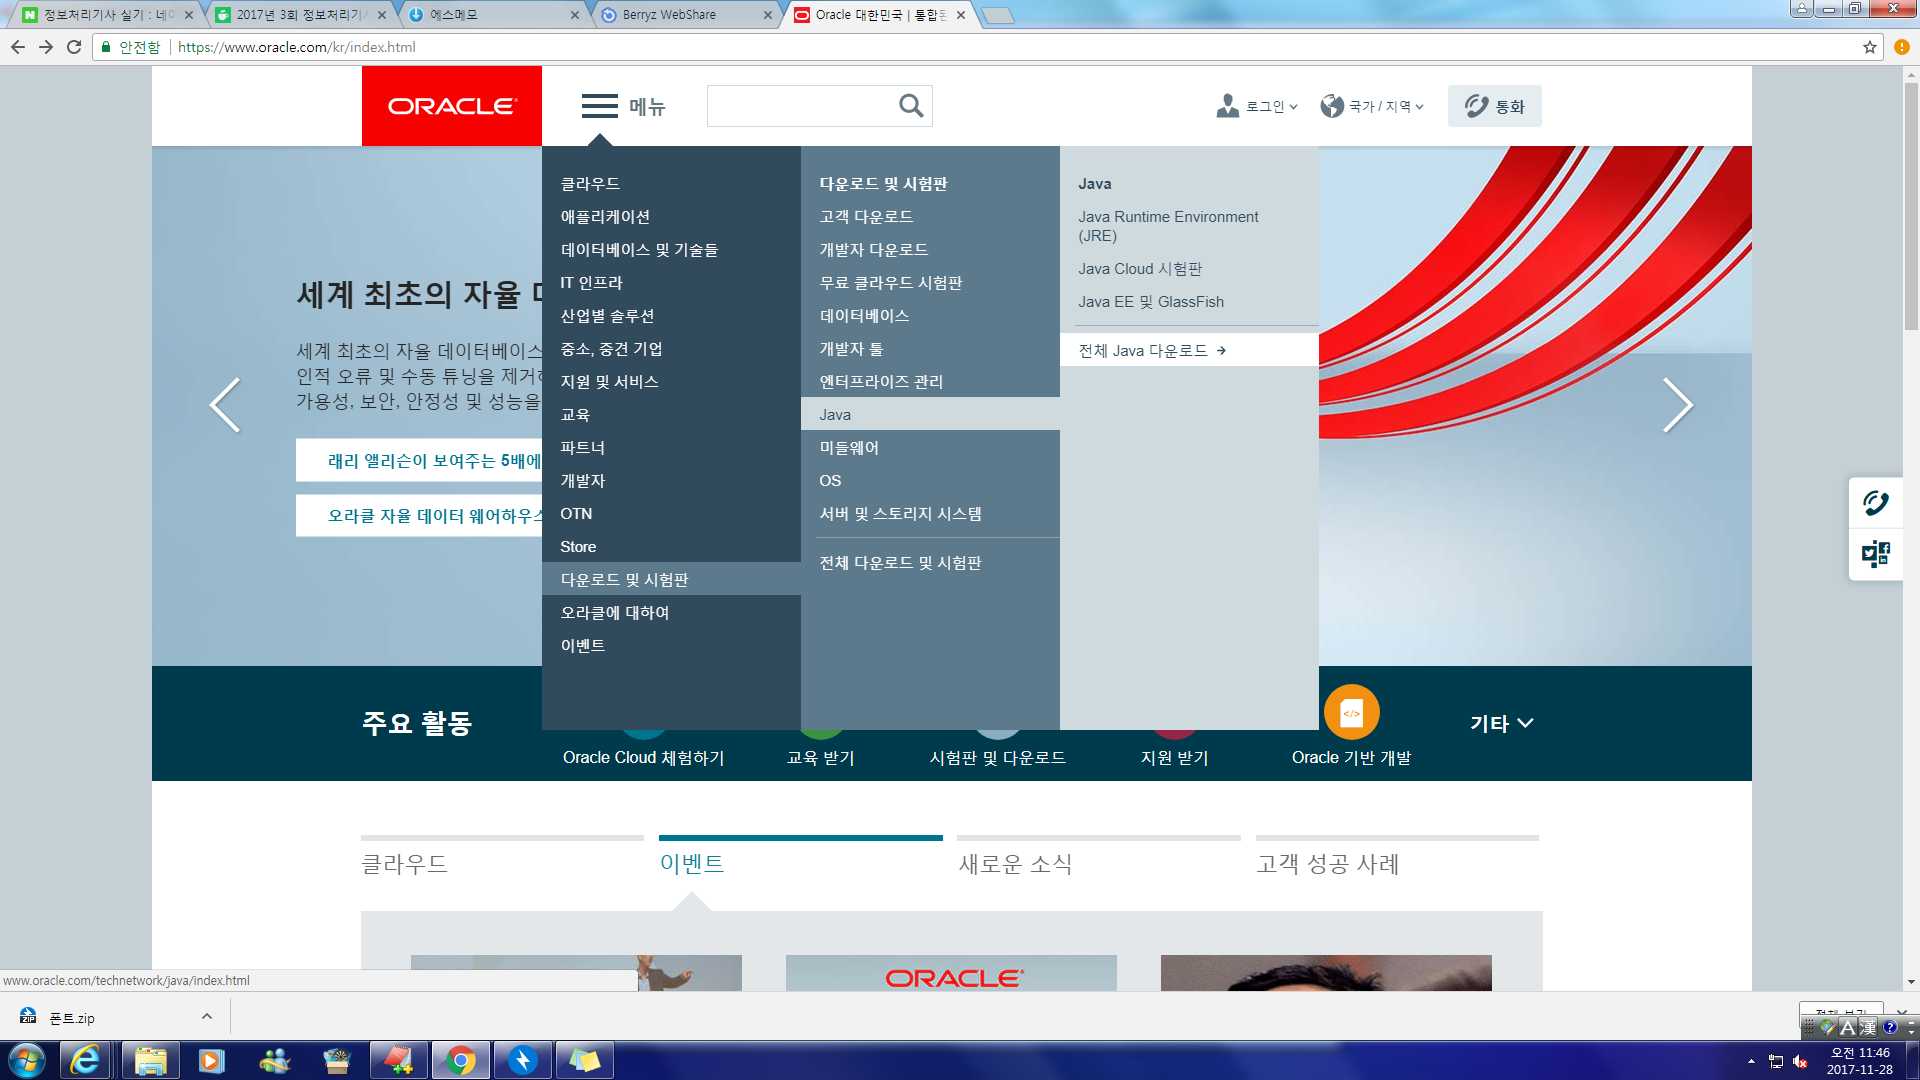 정보처리기사 실기 : 네이
2017년 3회 정보처리기사
에스메모
Berryz WebShare
Oracle 대한민국 | 통합된
안전함
https://www.oracle.com/kr/index.html
ORACLE
메뉴
로그인
국가 / 지역
통화
클라우드
애플리케이션
데이터베이스 및 기술들
IT 인프라
산업별 솔루션
중소, 중견 기업
지원 및 서비스
교육
파트너
개발자
OTN
Store
다운로드 및 시험판
오라클에 대하여
이벤트
다운로드 및 시험판
고객 다운로드
개발자 다운로드
무료 클라우드 시험판
데이터베이스
개발자 툴
엔터프라이즈 관리
Java
미들웨어
OS
서버 및 스토리지 시스템
전체 다운로드 및 시험판
Java
Java Runtime Environment
(JRE)
Java Cloud 시험판
Java EE 및 GlassFish
전체 Java 다운로드
세계 최초의 자율
세계 최초의 자율 데이터베이스
인적 오류 및 수동 튜닝을 제거
가용성, 보안, 안정성 및 성능을
래리 앨리슨이 보여주는 5배에
오라클 자율 데이터 웨어하우스
주요 활동
Oracle Cloud 체험하기
교육 받기
시험판 및 다운로드
지원 받기
Oracle 기반 개발
기타
클라우드
이벤트
새로운 소식
고객 성공 사례
ORACLE
www.oracle.com/technetwork/java/index.html
폰트.zip
A 漢
오전 11:46
2017-11-28